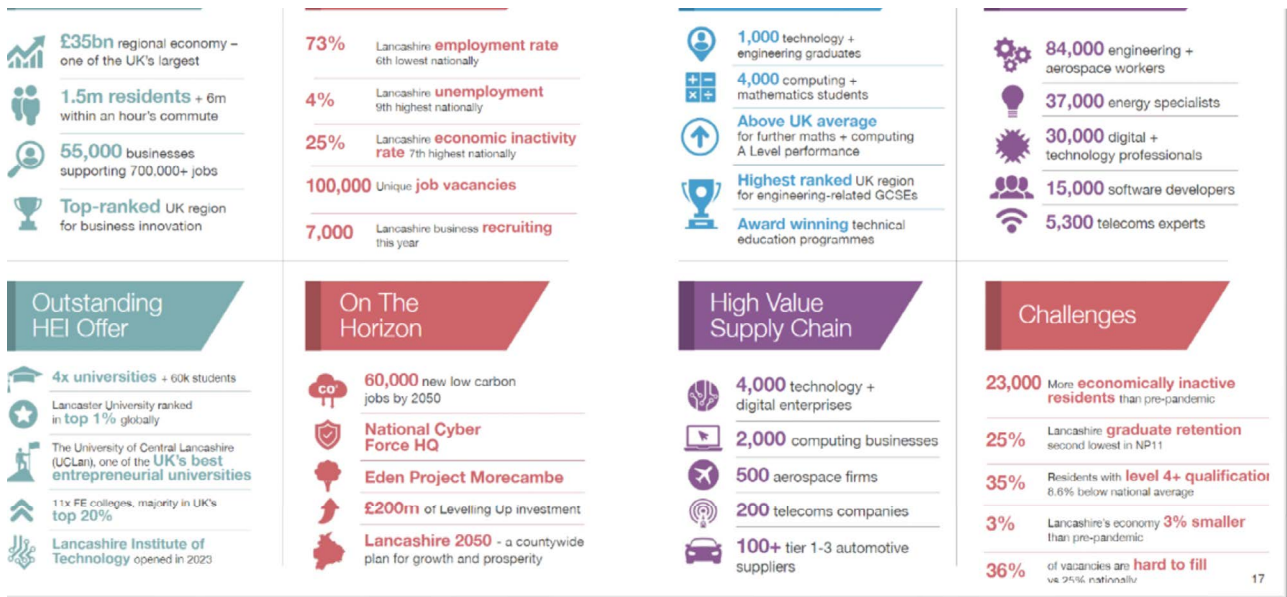 £35bn regional economy –
one of the UK's largest
1.5m residents + 6m
within an hour's commute
55,000 businesses
supporting 700,000+ jobs
Top-ranked UK region
for business innovation
73% Lancashire employment rate
6th lowest nationally
4% Lancashire unemployment
9th highest nationally
25% Lancashire economic inactivity
rate 7th highest nationally
100,000 Unique job vacancies
7,000 Lancashire business recruiting
this year
1,000 technology +
engineering graduates
4,000 computing +
mathematics students
Above UK average
for further maths + computing
A Level performance
Highest ranked UK region
for engineering-related GCSEs
Award winning technical
education programmes
84,000 engineering +
aerospace workers
37,000 energy specialists
30,000 digital +
technology professionals
15,000 software developers
5,300 telecoms experts
Outstanding
HEI Offer
4x universities + 60k students
Lancaster University ranked
in top 1% globally
The University of Central Lancashire
(UCLan), one of the UK's best
entrepreneurial universities
11x FE colleges, majority in UK's
top 20%
Lancashire Institute of
Technology opened in 2023
On The
Horizon
CO²
60,000 new low carbon
jobs by 2050
National Cyber
Force HQ
Eden Project Morecambe
£200m of Levelling Up investment
Lancashire 2050 - a countywide
plan for growth and prosperity
High Value
Supply Chain
4,000 technology +
digital enterprises
2,000 computing businesses
500 aerospace firms
200 telecoms companies
100+ tier 1-3 automotive
suppliers
Challenges
23,000 More economically inactive
residents than pre-pandemic
25% Lancashire graduate retention
second lowest in NP11
35% Residents with level 4+ qualification
8.6% below national average
3% Lancashire's economy 3% smaller
than pre-pandemic
36% of vacancies are hard to fill
vs 25% nationally
17